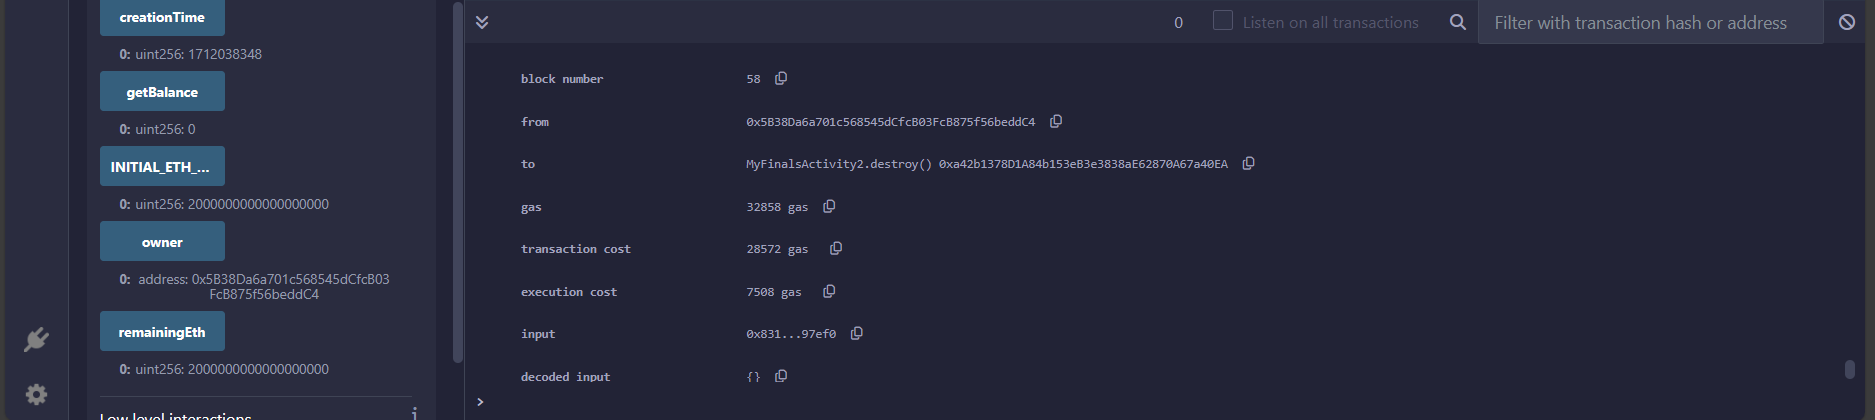 creationTime
0: uint256: 1712038348
getBalance
0: uint256: 0
INITIAL_ETH_...
0: uint256: 2000000000000000000
owner
0: address: 0x5B38Da6a701c568545dCfcB03
FcB875f56beddC4
remainingEth
0: uint256: 2000000000000000000
Low level interactions
i
0
Listen on all transactions
Filter with transaction hash or address
block number 58
from 0x5B38Da6a701c568545dCfcB03FcB875f56beddC4
to MyFinalsActivity2.destroy() 0xa42b1378D1A84b153eB3e3838aE62870A67a40EA
gas 32858 gas
transaction cost 28572 gas
execution cost 7508 gas
input 0x831...97ef0
decoded input {}
>